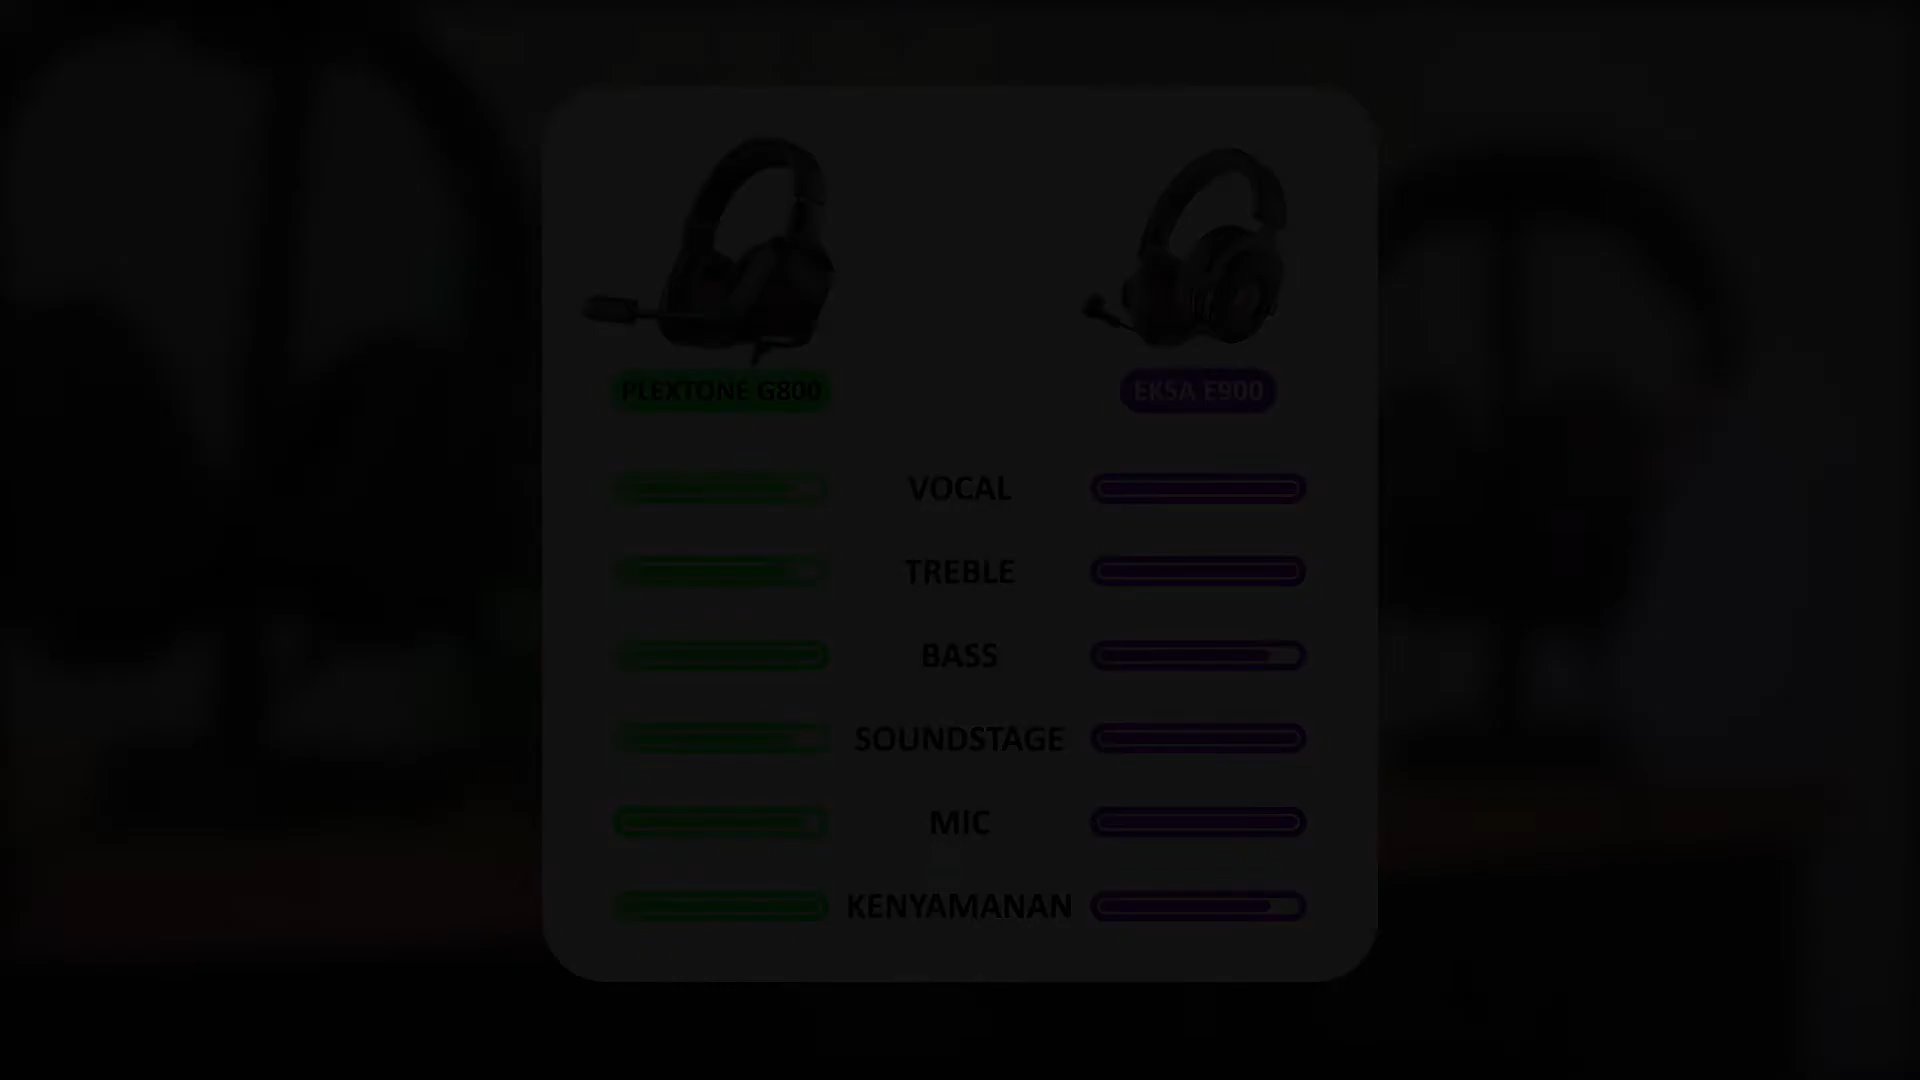 PLEXTONE G800
EKSA E900
VOCAL
TREBLE
BASS
SOUNDSTAGE
MIC
KENYAMANAN